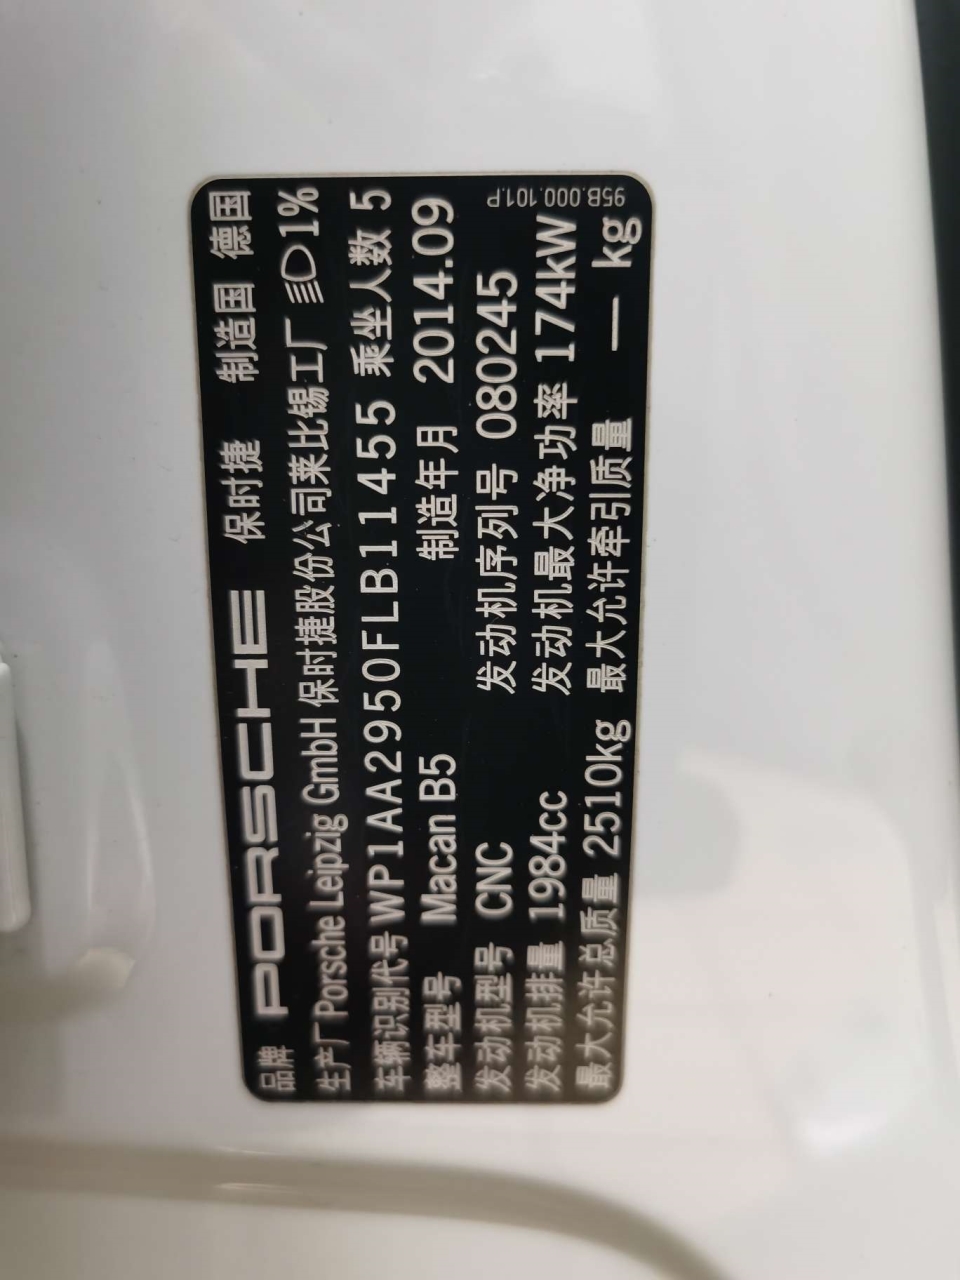 品牌 PORSCHE 保时捷 制造国 德国
生产厂 Porsche Leipzig GmbH 保时捷股份公司莱比锡工厂 1%
车辆识别代号 WP1AA2950FLB11455 乘坐人数 5
整车型号 Macan B5 制造年月 2014.09
发动机型号 CNC 发动机序列号 080245
发动机排量 1984cc 发动机最大净功率 174kW
最大允许总质量 2510kg 最大允许牵引质量 — kg
95B.000.101.P